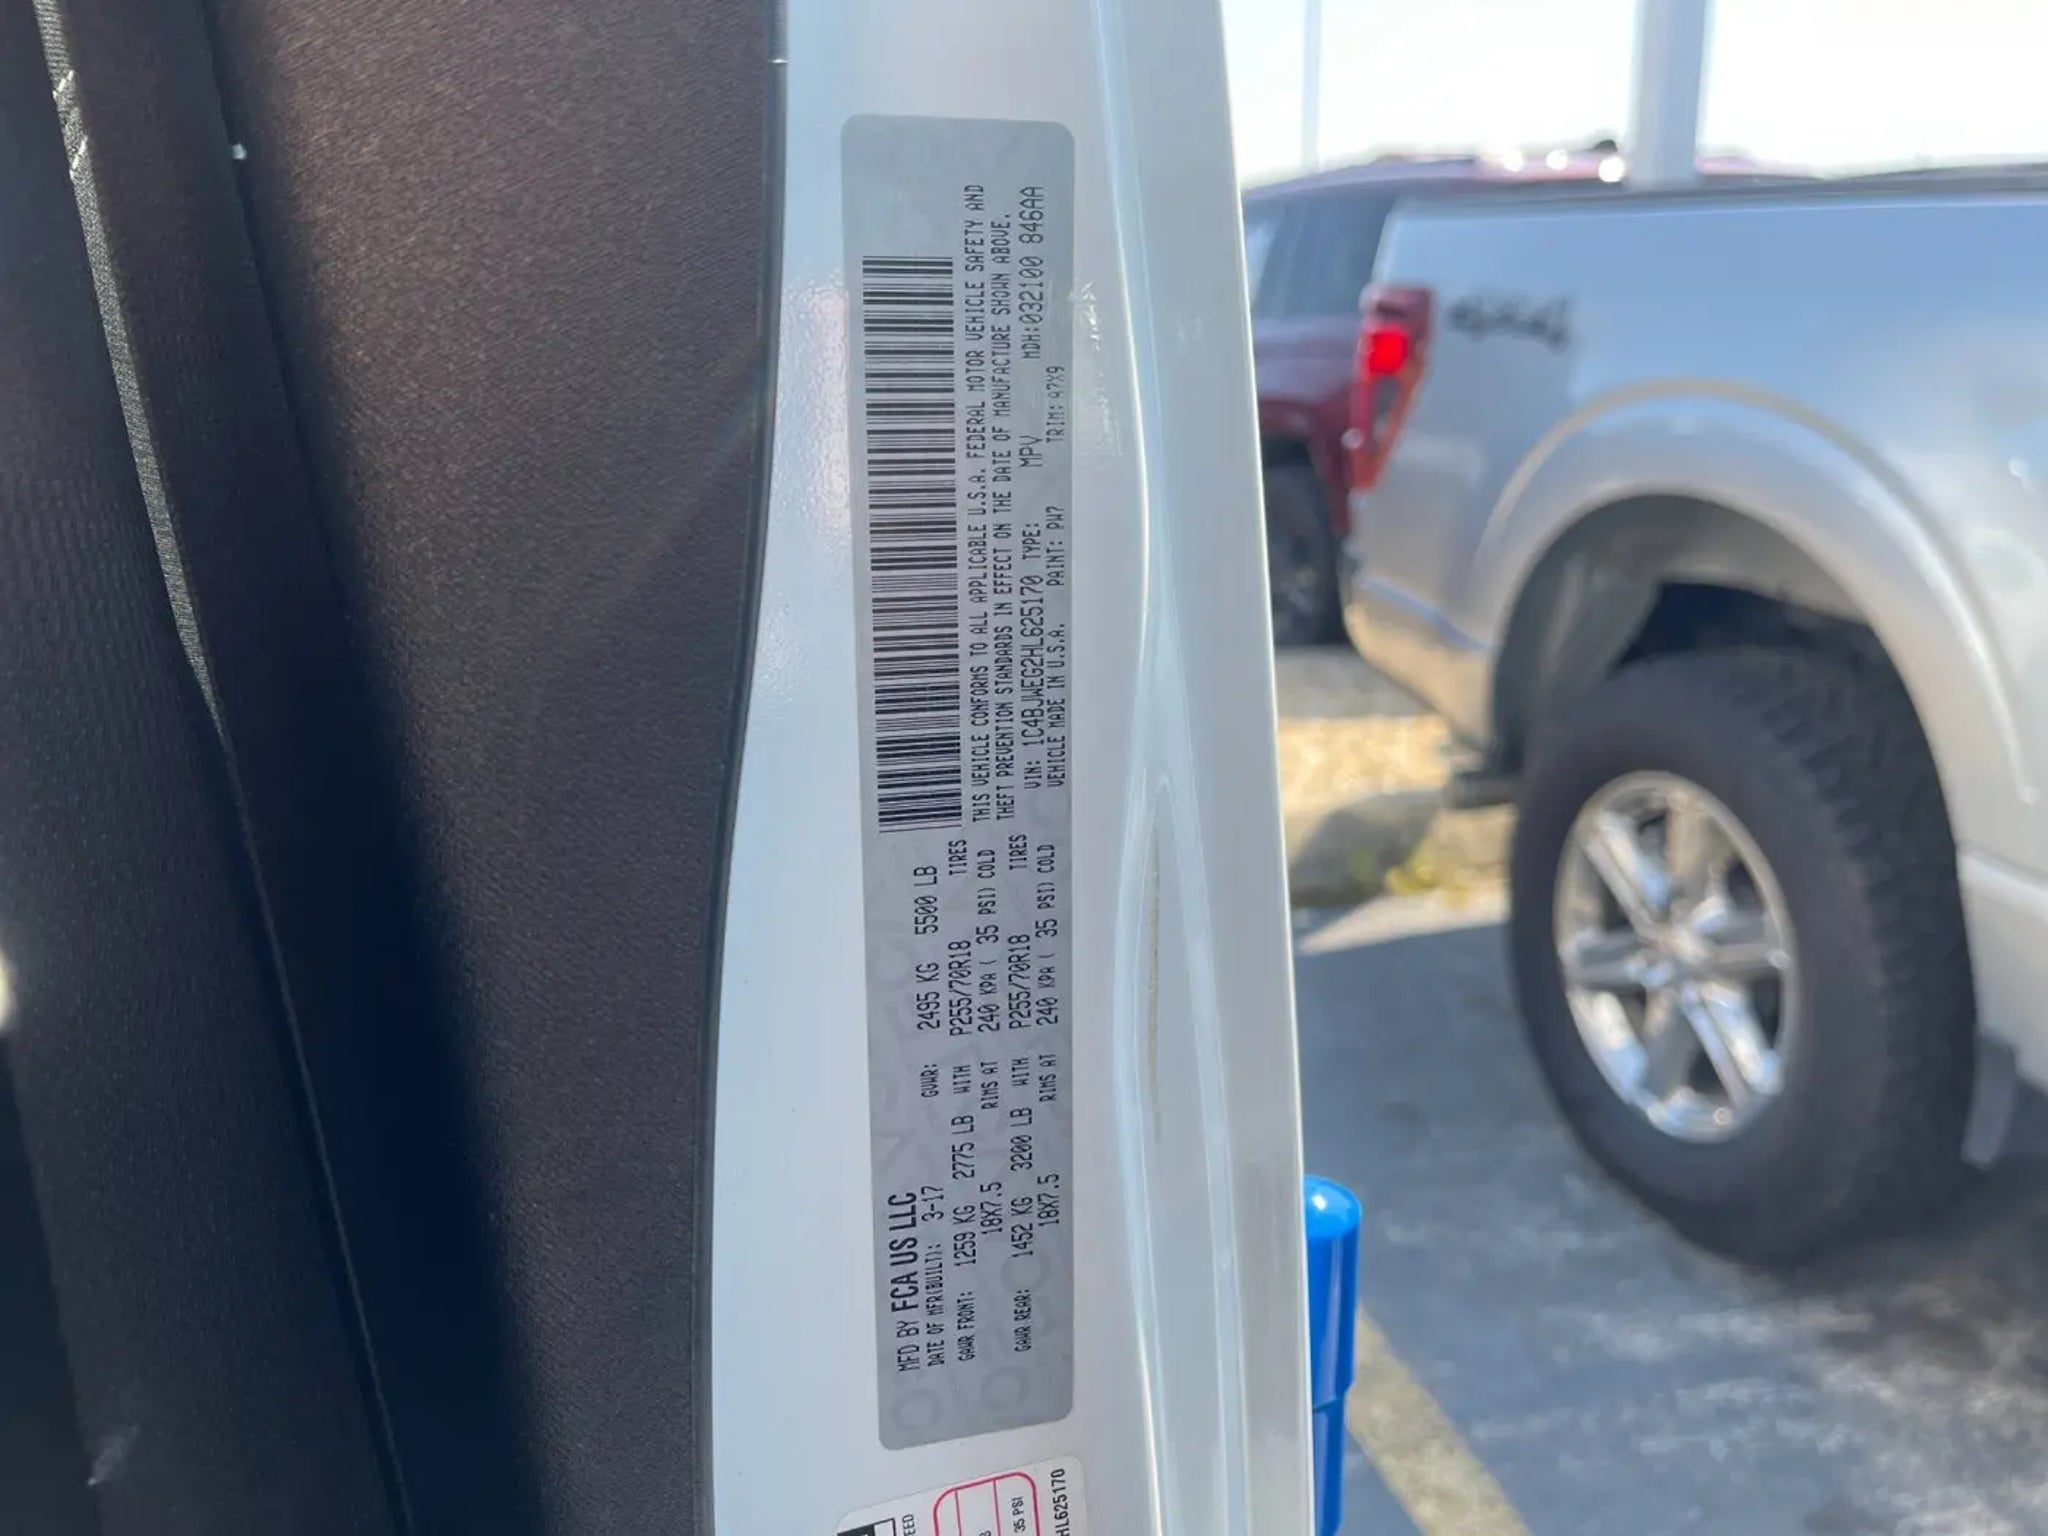 MFD BY FCA US LLC
DATE OF MFR(BUILT): 3-17 GVWR: 2495 KG 5500 LB
GAWR FRONT: 1259 KG 2775 LB WITH P255/70R18 TIRES
18X7.5 RIMS AT 240 KPA ( 35 PSI) COLD
GAWR REAR: 1452 KG 3200 LB WITH P255/70R18 TIRES
18X7.5 RIMS AT 240 KPA ( 35 PSI) COLD
THIS VEHICLE CONFORMS TO ALL APPLICABLE U.S.A. FEDERAL MOTOR VEHICLE SAFETY AND
THEFT PREVENTION STANDARDS IN EFFECT ON THE DATE OF MANUFACTURE SHOWN ABOVE.
VIN: 1C4BJWEG2HL625170 TYPE: MPV MDH:032100 846AA
VEHICLE MADE IN U.S.A. PAINT: PW7 TRIM: A7X9
35 PSI
HL625170
4x4